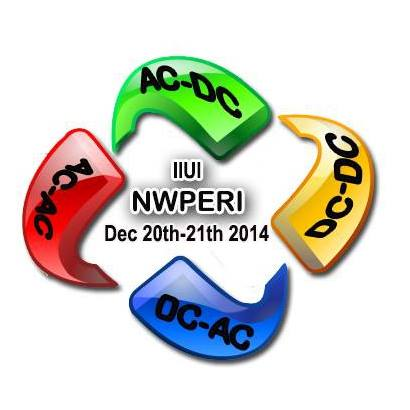 AC-DC
DC-DC
AC-AC
IIUI
NWPERI
Dec 20th-21th 2014
DC-AC